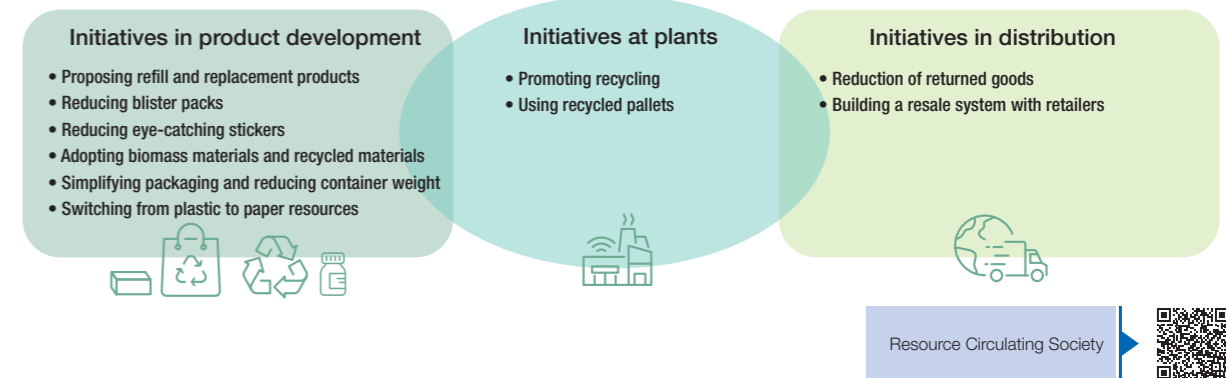 Initiatives in product development
• Proposing refill and replacement products
• Reducing blister packs
• Reducing eye-catching stickers
• Adopting biomass materials and recycled materials
• Simplifying packaging and reducing container weight
• Switching from plastic to paper resources
Initiatives at plants
• Promoting recycling
• Using recycled pallets
Initiatives in distribution
• Reduction of returned goods
• Building a resale system with retailers
Resource Circulating Society